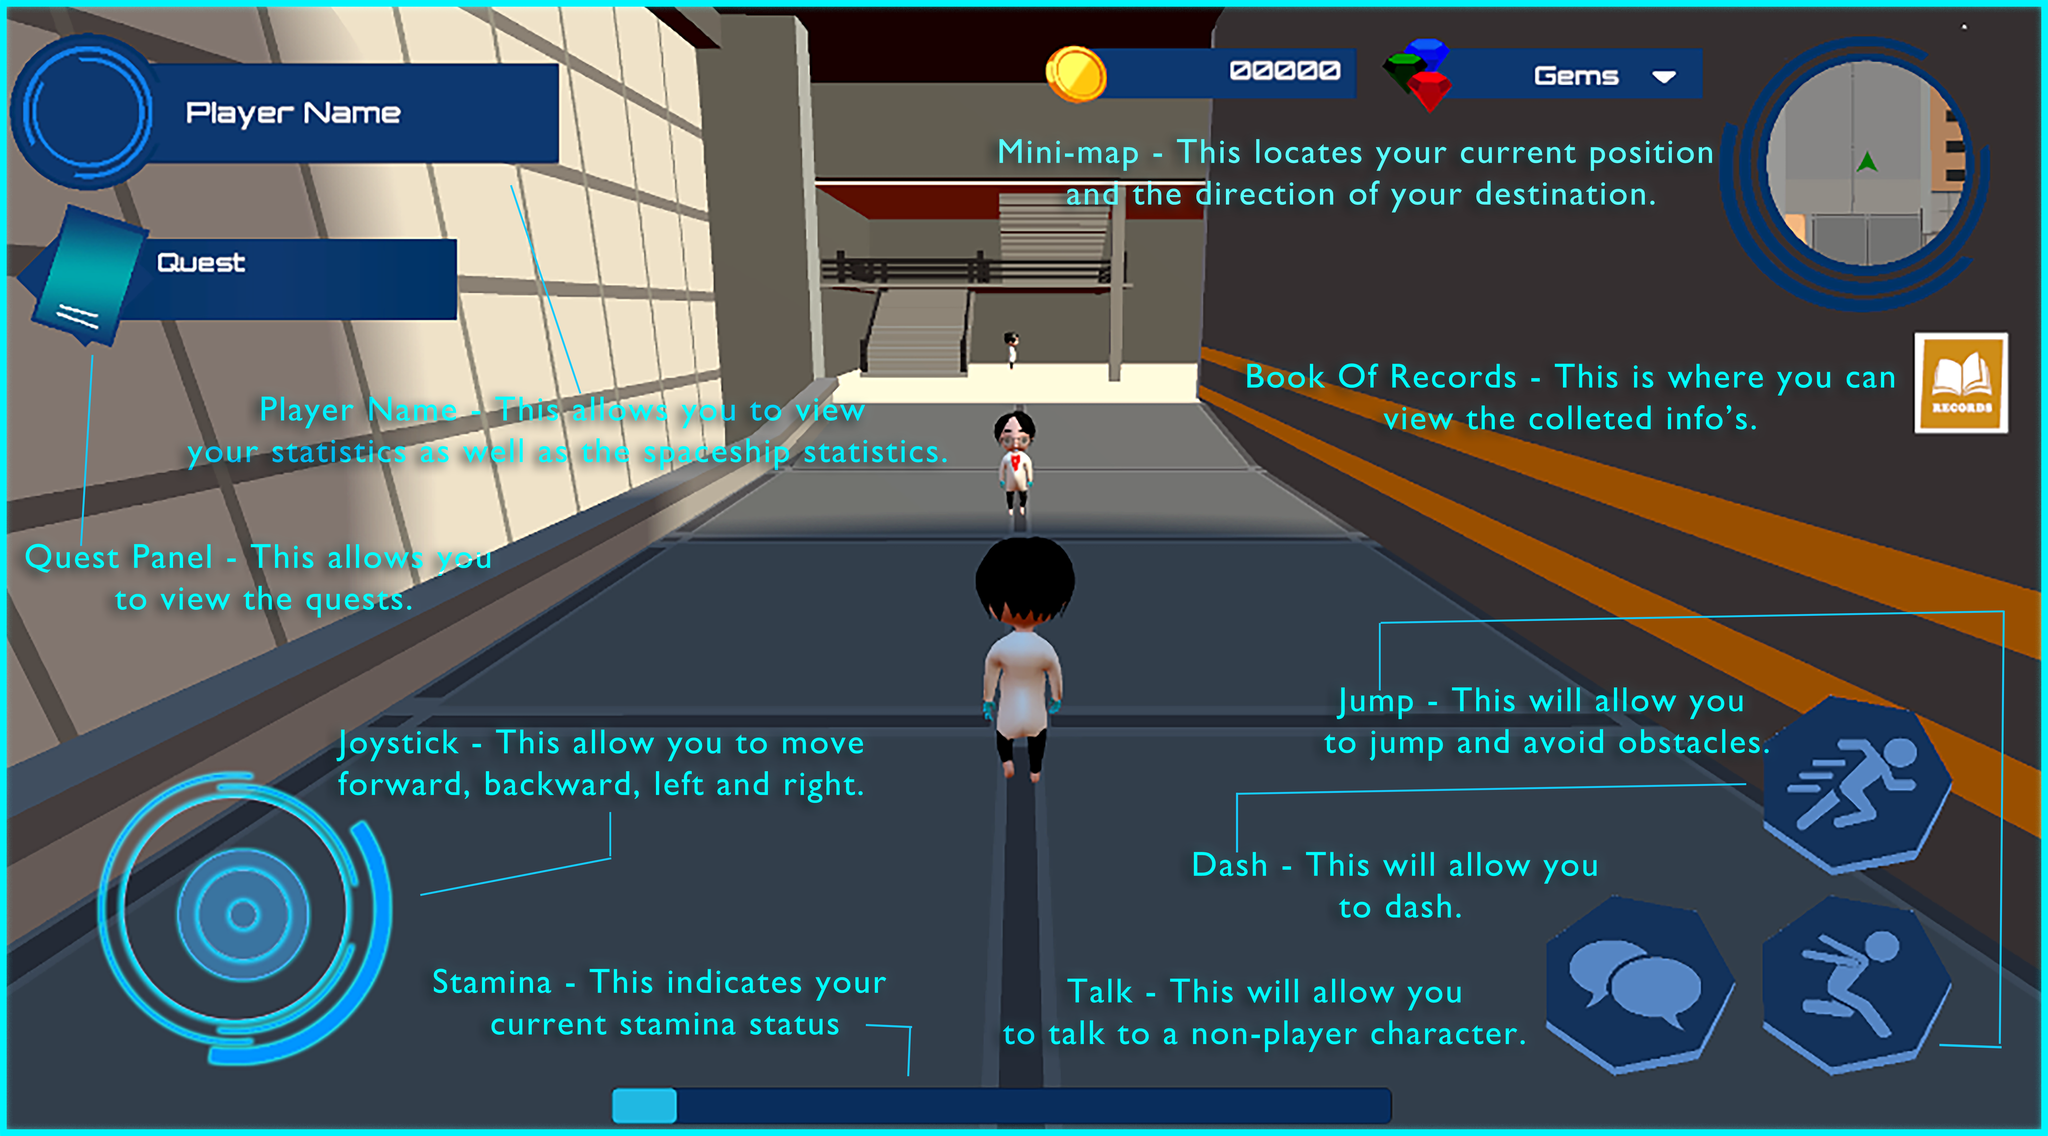 Player Name
00000
Gems
Mini-map - This locates your current position
and the direction of your destination.
Quest
Book Of Records - This is where you can
view the colleted info's.
RECORDS
Player Name - This allows you to view
your statistics as well as the spaceship statistics.
Quest Panel - This allows you
to view the quests.
Jump - This will allow you
to jump and avoid obstacles.
Joystick - This allow you to move
forward, backward, left and right.
Dash - This will allow you
to dash.
Stamina - This indicates your
current stamina status
Talk - This will allow you
to talk to a non-player character.